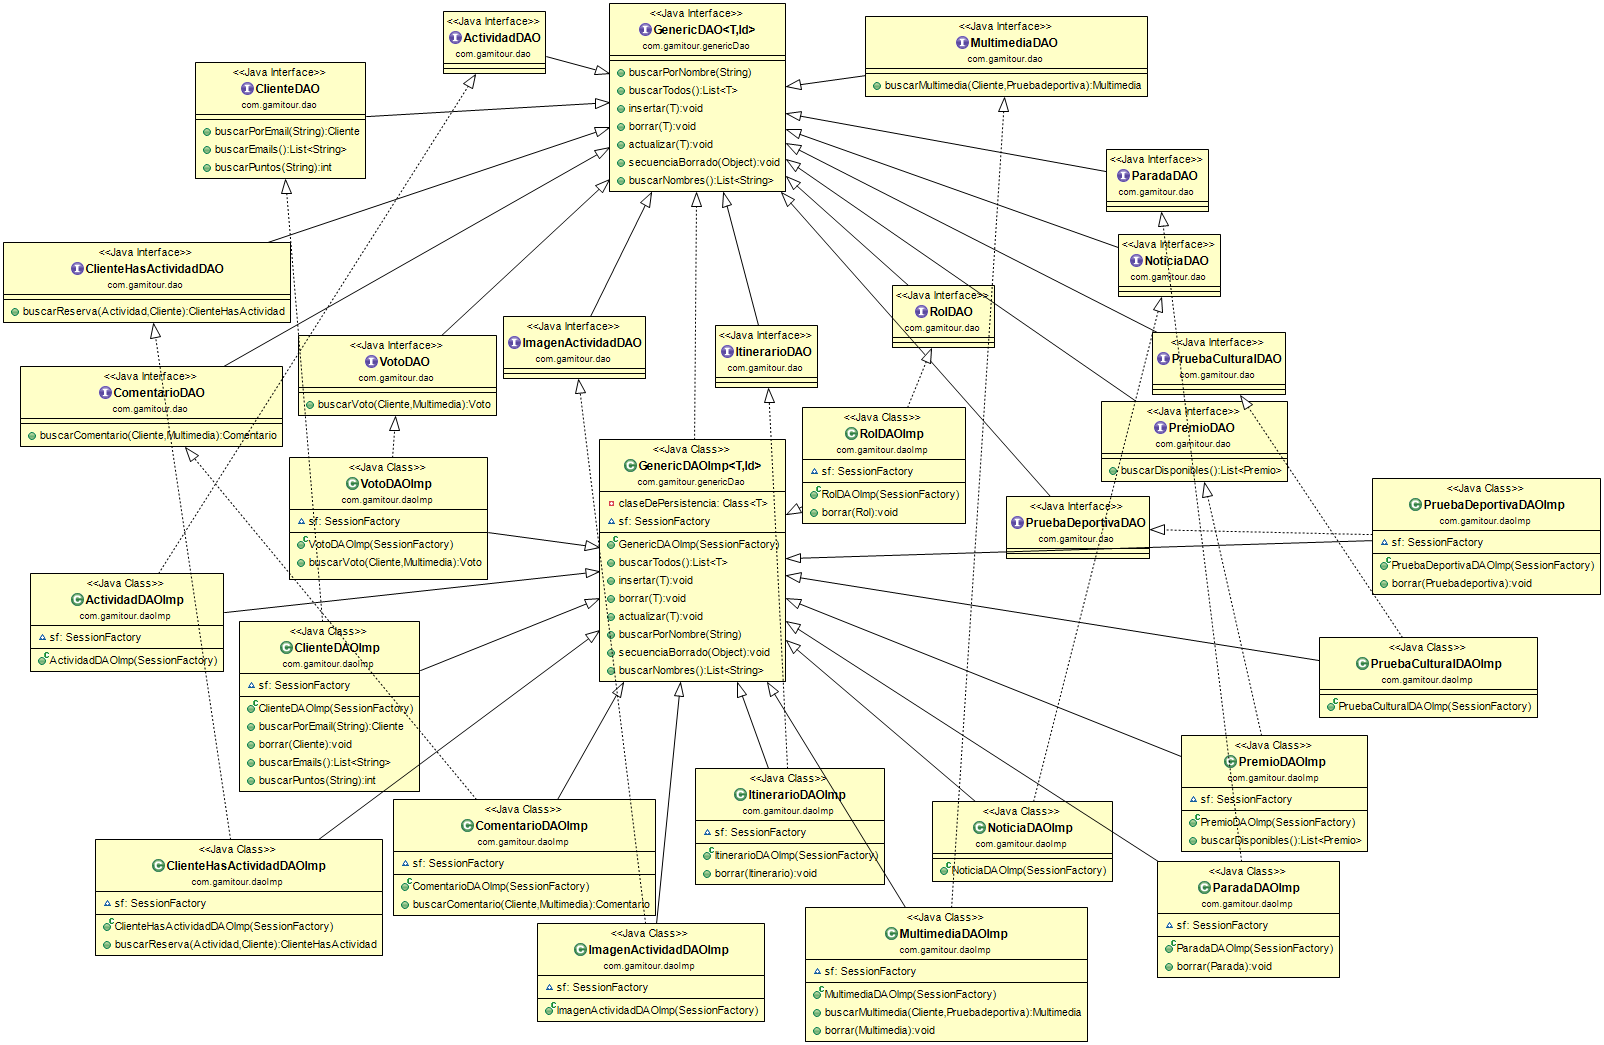 <<Java Interface>>
ActividadDAO
com.gamitour.dao
<<Java Interface>>
GenericDAO<T,Id>
com.gamitour.genericDao
buscarPorNombre(String)
buscarTodos():List<T>
insertar(T):void
borrar(T):void
actualizar(T):void
secuenciaBorrado(Object):void
buscarNombres():List<String>
<<Java Interface>>
MultimediaDAO
com.gamitour.dao
buscarMultimedia(Cliente,Pruebadeportiva):Multimedia
<<Java Interface>>
ClienteDAO
com.gamitour.dao
buscarPorEmail(String):Cliente
buscarEmails():List<String>
buscarPuntos(String):int
<<Java Interface>>
ParadaDAO
com.gamitour.dao
<<Java Interface>>
NoticiaDAO
com.gamitour.dao
<<Java Interface>>
ClienteHasActividadDAO
com.gamitour.dao
buscarReserva(Actividad,Cliente):ClienteHasActividad
<<Java Interface>>
RolDAO
com.gamitour.dao
<<Java Interface>>
ImagenActividadDAO
com.gamitour.dao
<<Java Interface>>
ItinerarioDAO
com.gamitour.dao
<<Java Interface>>
VotoDAO
com.gamitour.dao
buscarVoto(Cliente,Multimedia):Voto
<<Java Interface>>
PruebaCulturalDAO
com.gamitour.dao
<<Java Interface>>
ComentarioDAO
com.gamitour.dao
buscarComentario(Cliente,Multimedia):Comentario
<<Java Interface>>
PremioDAO
com.gamitour.dao
buscarDisponibles():List<Premio>
<<Java Class>>
RolDAOImp
com.gamitour.daoImp
sf: SessionFactory
RolDAOImp(SessionFactory)
borrar(Rol):void
<<Java Class>>
GenericDAOImp<T,Id>
com.gamitour.genericDao
claseDePersistencia: Class<T>
sf: SessionFactory
GenericDAOImp(SessionFactory)
buscarTodos():List<T>
insertar(T):void
borrar(T):void
actualizar(T):void
buscarPorNombre(String)
secuenciaBorrado(Object):void
buscarNombres():List<String>
<<Java Class>>
VotoDAOImp
com.gamitour.daoImp
sf: SessionFactory
VotoDAOImp(SessionFactory)
buscarVoto(Cliente,Multimedia):Voto
<<Java Interface>>
PruebaDeportivaDAO
com.gamitour.dao
<<Java Class>>
PruebaDeportivaDAOImp
com.gamitour.daoImp
sf: SessionFactory
PruebaDeportivaDAOImp(SessionFactory)
borrar(Pruebadeportiva):void
<<Java Class>>
ActividadDAOImp
com.gamitour.daoImp
sf: SessionFactory
ActividadDAOImp(SessionFactory)
<<Java Class>>
ClienteDAOImp
com.gamitour.daoImp
sf: SessionFactory
ClienteDAOImp(SessionFactory)
buscarPorEmail(String):Cliente
borrar(Cliente):void
buscarEmails():List<String>
buscarPuntos(String):int
<<Java Class>>
PruebaCulturalDAOImp
com.gamitour.daoImp
PruebaCulturalDAOImp(SessionFactory)
<<Java Class>>
PremioDAOImp
com.gamitour.daoImp
sf: SessionFactory
PremioDAOImp(SessionFactory)
buscarDisponibles():List<Premio>
<<Java Class>>
ItinerarioDAOImp
com.gamitour.daoImp
sf: SessionFactory
ItinerarioDAOImp(SessionFactory)
borrar(Itinerario):void
<<Java Class>>
ComentarioDAOImp
com.gamitour.daoImp
sf: SessionFactory
ComentarioDAOImp(SessionFactory)
buscarComentario(Cliente,Multimedia):Comentario
<<Java Class>>
NoticiaDAOImp
com.gamitour.daoImp
NoticiaDAOImp(SessionFactory)
<<Java Class>>
ClienteHasActividadDAOImp
com.gamitour.daoImp
sf: SessionFactory
ClienteHasActividadDAOImp(SessionFactory)
buscarReserva(Actividad,Cliente):ClienteHasActividad
<<Java Class>>
ParadaDAOImp
com.gamitour.daoImp
sf: SessionFactory
ParadaDAOImp(SessionFactory)
borrar(Parada):void
<<Java Class>>
MultimediaDAOImp
com.gamitour.daoImp
sf: SessionFactory
MultimediaDAOImp(SessionFactory)
buscarMultimedia(Cliente,Pruebadeportiva):Multimedia
borrar(Multimedia):void
<<Java Class>>
ImagenActividadDAOImp
com.gamitour.daoImp
sf: SessionFactory
ImagenActividadDAOImp(SessionFactory)